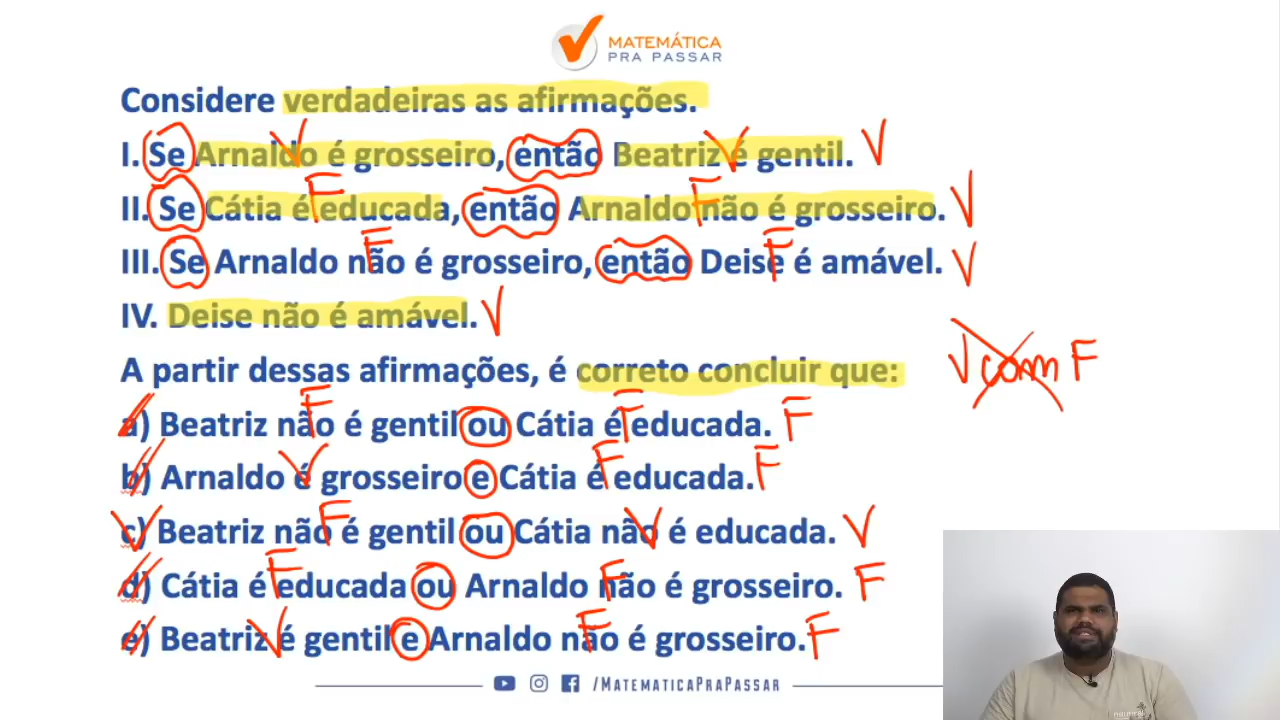 MATEMÁTICA
PRA PASSAR
Considere verdadeiras as afirmações.
V V
I. Se Arnaldo é grosseiro, então Beatriz é gentil. V
F F
II. Se Cátia é educada, então Arnaldo não é grosseiro. V
F F
III. Se Arnaldo não é grosseiro, então Deise é amável. V
IV. Deise não é amável. V
V com F
A partir dessas afirmações, é correto concluir que:
F F
a) Beatriz não é gentil ou Cátia é educada. F
V F
b) Arnaldo é grosseiro e Cátia é educada. F
F V
c) Beatriz não é gentil ou Cátia não é educada. V
F F
d) Cátia é educada ou Arnaldo não é grosseiro. F
V F
e) Beatriz é gentil e Arnaldo não é grosseiro. F
/MATEMATICAPRAPASSAR